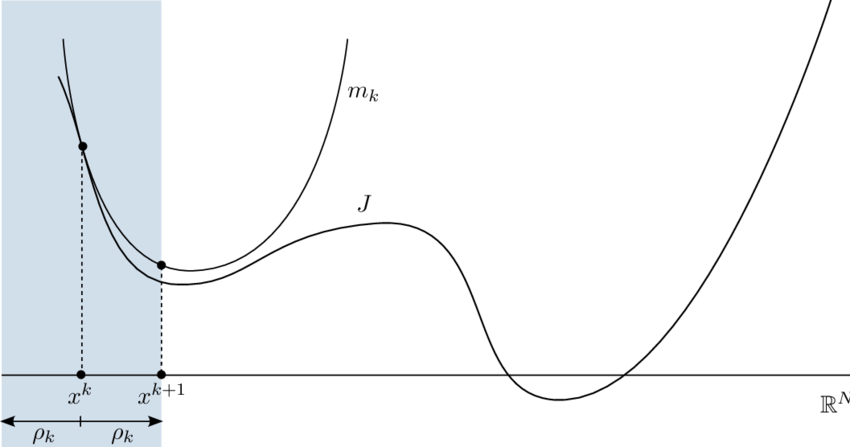 m_k
J
x^k x^{k+1}
ℝ^N
ρ_k ρ_k